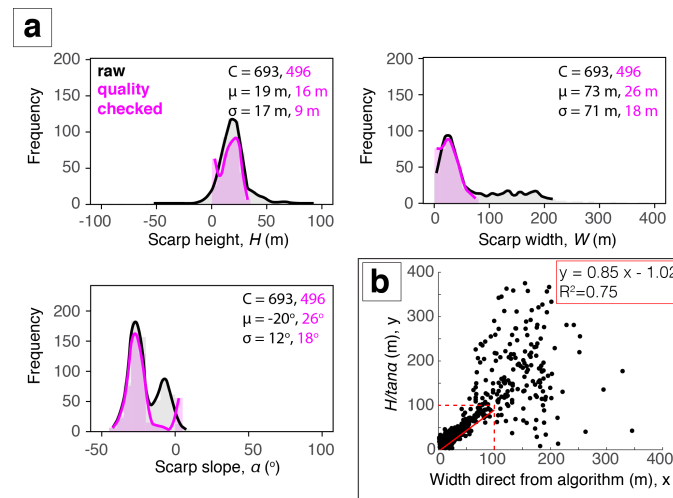 a
200
150
100
50
0
Frequency
raw
quality
checked
C = 693, 496
μ = 19 m, 16 m
σ = 17 m, 9 m
-100 -50 0 50 100
Scarp height, H (m)
200
150
100
50
0
Frequency
C = 693, 496
μ = 73 m, 26 m
σ = 71 m, 18 m
0 100 200 300 400
Scarp width, W (m)
200
150
100
50
0
Frequency
C = 693, 496
μ = -20°, 26°
σ = 12°, 18°
-50 0 50 100
Scarp slope, α (°)
b
y = 0.85 x - 1.02
R²=0.75
400
300
200
100
0
H/tanα (m), y
0 100 200 300 400
Width direct from algorithm (m), x